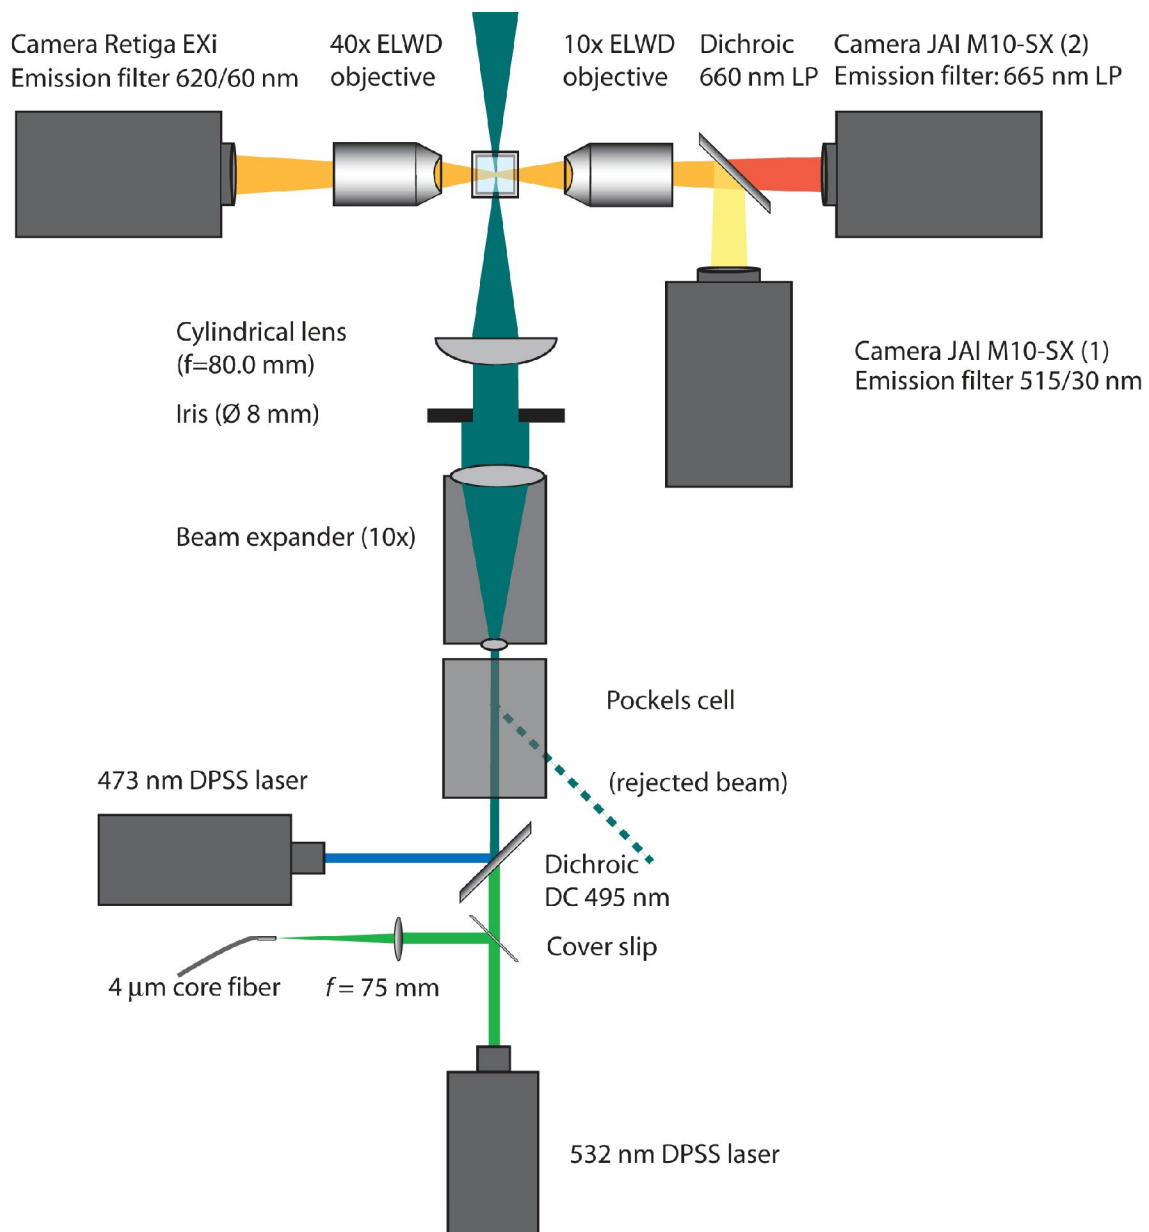 Camera Retiga EXi
Emission filter 620/60 nm
40x ELWD
objective
10x ELWD
objective
Dichroic
660 nm LP
Camera JAI M10-SX (2)
Emission filter: 665 nm LP
Cylindrical lens
(f=80.0 mm)
Iris (Ø 8 mm)
Camera JAI M10-SX (1)
Emission filter 515/30 nm
Beam expander (10x)
Pockels cell
(rejected beam)
473 nm DPSS laser
Dichroic
DC 495 nm
Cover slip
4 μm core fiber
f = 75 mm
532 nm DPSS laser